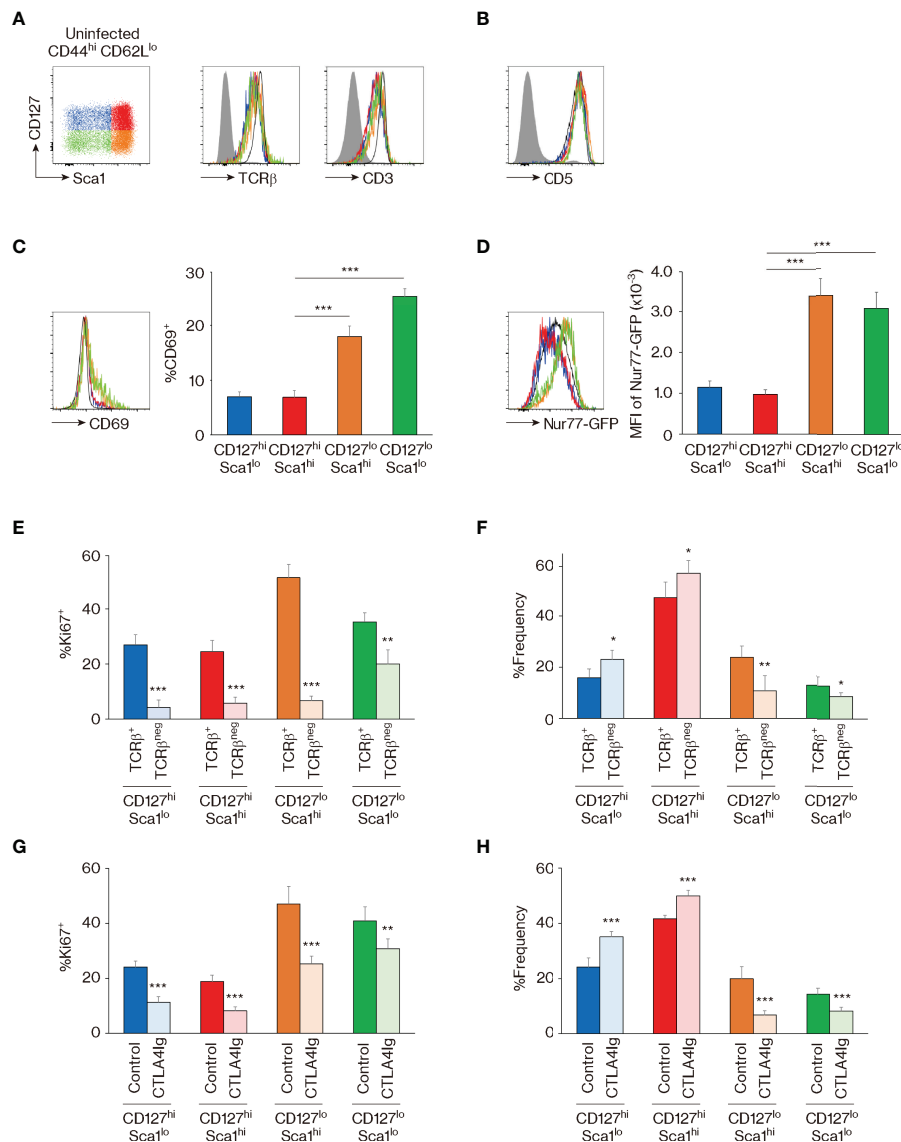 A
Uninfected
CD44hi CD62Llo
CD127
Sca1
TCRβ
CD3
B
CD5
C
30
20
10
0
%CD69+
***
***
CD69
CD127hi
Sca1lo
CD127hi
Sca1hi
CD127lo
Sca1hi
CD127lo
Sca1lo
D
4.0
3.0
2.0
1.0
0
MFI of Nur77-GFP (x10-3)
***
***
Nur77-GFP
CD127hi
Sca1lo
CD127hi
Sca1hi
CD127lo
Sca1hi
CD127lo
Sca1lo
E
60
40
20
0
%Ki67+
***
***
***
**
TCRβ+
TCRβneg
TCRβ+
TCRβneg
TCRβ+
TCRβneg
TCRβ+
TCRβneg
CD127hi
Sca1lo
CD127hi
Sca1hi
CD127lo
Sca1hi
CD127lo
Sca1lo
F
60
40
20
0
%Frequency
*
*
**
*
TCRβ+
TCRβneg
TCRβ+
TCRβneg
TCRβ+
TCRβneg
TCRβ+
TCRβneg
CD127hi
Sca1lo
CD127hi
Sca1hi
CD127lo
Sca1hi
CD127lo
Sca1lo
G
60
40
20
0
%Ki67+
***
***
***
**
Control
CTLA4Ig
Control
CTLA4Ig
Control
CTLA4Ig
Control
CTLA4Ig
CD127hi
Sca1lo
CD127hi
Sca1hi
CD127lo
Sca1hi
CD127lo
Sca1lo
H
60
40
20
0
%Frequency
***
***
***
***
Control
CTLA4Ig
Control
CTLA4Ig
Control
CTLA4Ig
Control
CTLA4Ig
CD127hi
Sca1lo
CD127hi
Sca1hi
CD127lo
Sca1hi
CD127lo
Sca1lo